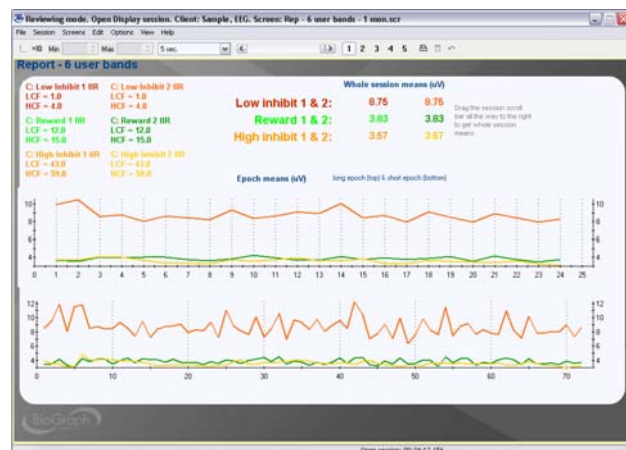 Reviewing mode. Open Display session. Client: Sample, EEG. Screen: Rep - 6 user bands - 1 mon.scr
File Session Screens Edit Options View Help
Min Max 5 sec. 1 2 3 4 5
Report - 6 user bands
C: Low Inhibit 1 IIR C: Low Inhibit 2 IIR Whole session means (uV)
LCF = 1.0 LCF = 1.0
HCF = 4.0 HCF = 4.0
Low inhibit 1 & 2: 8.75 8.75 Drag the session scroll
C: Reward 1 IIR C: Reward 2 IIR Reward 1 & 2: 3.83 3.83 bar all the way to the right
LCF = 12.0 LCF = 12.0 to get whole session
HCF = 15.0 HCF = 15.0 High inhibit 1 & 2: 3.57 3.57 means
C: High Inhibit 1 IIR C: High Inhibit 2 IIR
LCF = 43.0 LCF = 43.0
HCF = 59.0 HCF = 59.0
Epoch means (uV) long epoch (top) & short epoch (bottom)
10 10
8
6 6
4 4
0 1 2 3 4 5 6 7 8 9 10 11 12 13 14 15 16 17 18 19 20 21 22 23 24 25
12 12
10 10
8 8
6 6
4 4
0 10 20 30 40 50 60 70
BioGraph